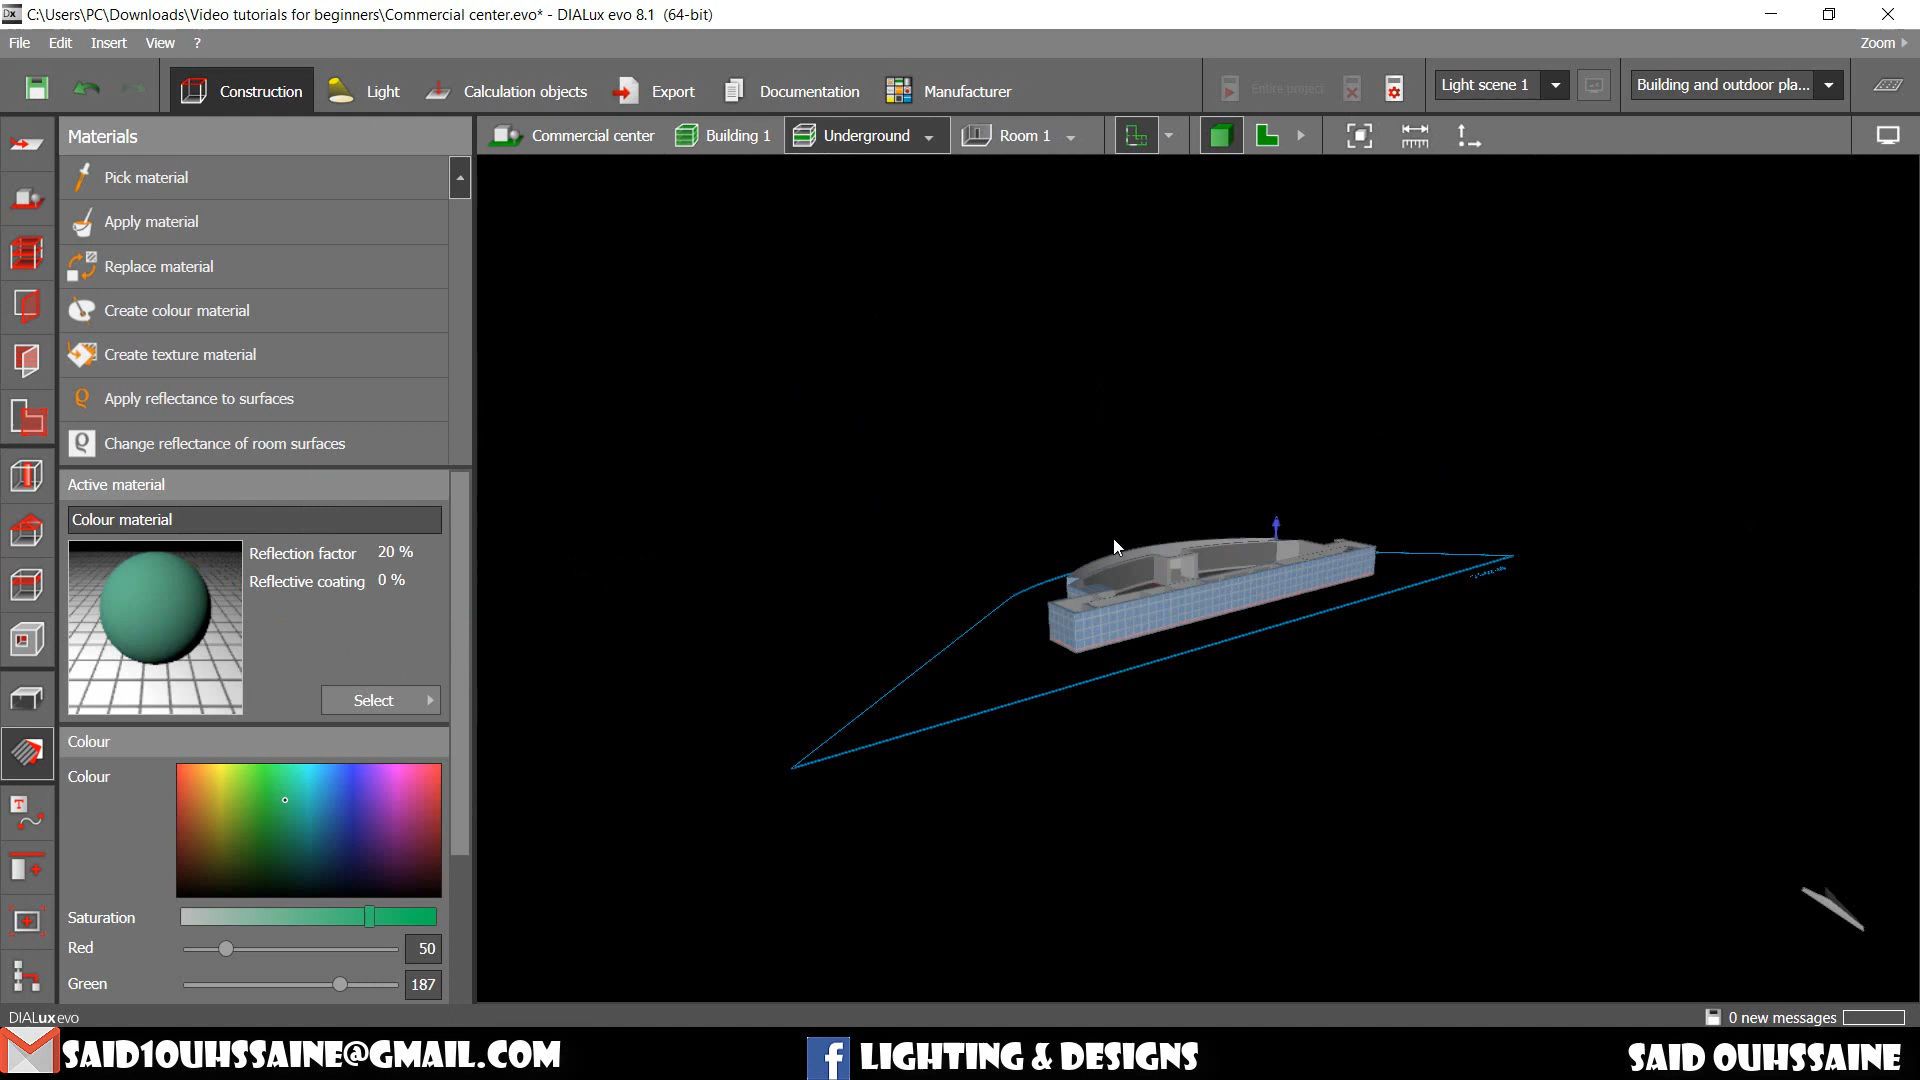 C:\Users\PC\Downloads\Video tutorials for beginners\Commercial center.evo* - DIALux evo 8.1 (64-bit)
File Edit Insert View ? Zoom
Construction Light Calculation objects Export Documentation Manufacturer Entire project Light scene 1 Building and outdoor pla...
Materials Commercial center Building 1 Underground Room 1
Pick material
Apply material
Replace material
Create colour material
Create texture material
Apply reflectance to surfaces
Change reflectance of room surfaces
Active material
Colour material
Reflection factor 20 %
Reflective coating 0 %
Select
Colour
Colour
Saturation
Red 50
Green 187
DIALux evo 0 new messages
SAID1OUHSSAINE@GMAIL.COM LIGHTING & DESIGNS SAID OUHSSAINE